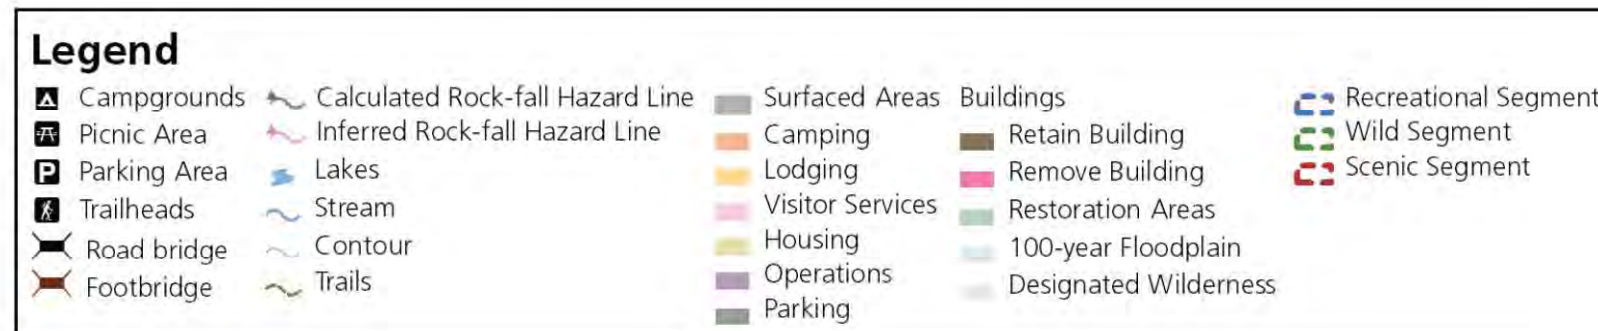 Legend
Campgrounds
Picnic Area
P Parking Area
Trailheads
Road bridge
Footbridge
Calculated Rock-fall Hazard Line
Inferred Rock-fall Hazard Line
Lakes
Stream
Contour
Trails
Surfaced Areas
Camping
Lodging
Visitor Services
Housing
Operations
Parking
Buildings
Retain Building
Remove Building
Restoration Areas
100-year Floodplain
Designated Wilderness
Recreational Segment
Wild Segment
Scenic Segment